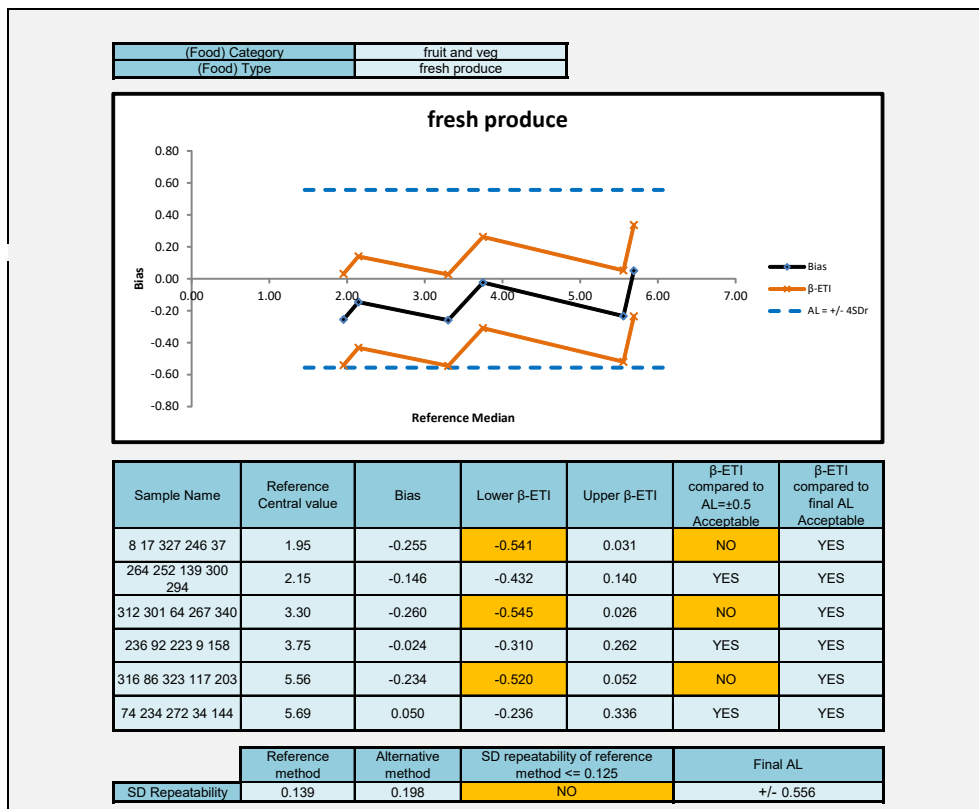 (Food) Category fruit and veg
(Food) Type fresh produce
fresh produce
0.80
0.60
0.40
0.20
0.00
-0.20
-0.40
-0.60
-0.80
0.00 1.00 2.00 3.00 4.00 5.00 6.00 7.00
Bias
Reference Median
Bias
β-ETI
AL = +/- 4SDr
Sample Name Reference Central value Bias Lower β-ETI Upper β-ETI β-ETI compared to AL=±0.5 Acceptable β-ETI compared to final AL Acceptable
8 17 327 246 37 1.95 -0.255 -0.541 0.031 NO YES
264 252 139 300 294 2.15 -0.146 -0.432 0.140 YES YES
312 301 64 267 340 3.30 -0.260 -0.545 0.026 NO YES
236 92 223 9 158 3.75 -0.024 -0.310 0.262 YES YES
316 86 323 117 203 5.56 -0.234 -0.520 0.052 NO YES
74 234 272 34 144 5.69 0.050 -0.236 0.336 YES YES
Reference method Alternative method SD repeatability of reference method <= 0.125 Final AL
SD Repeatability 0.139 0.198 NO +/- 0.556